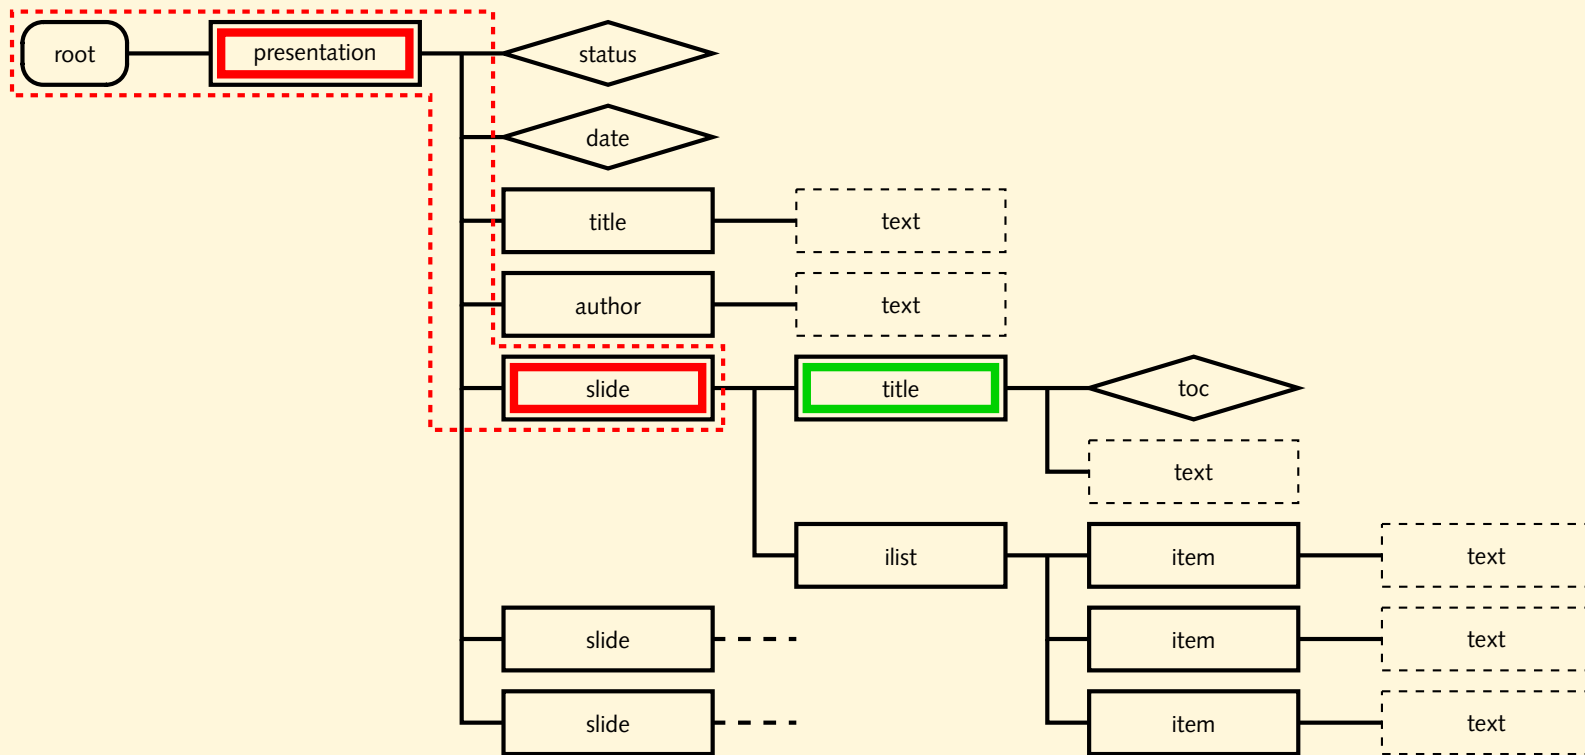 root presentation status
date
title text
author text
slide title toc
text
ilist item text
slide item text
slide item text